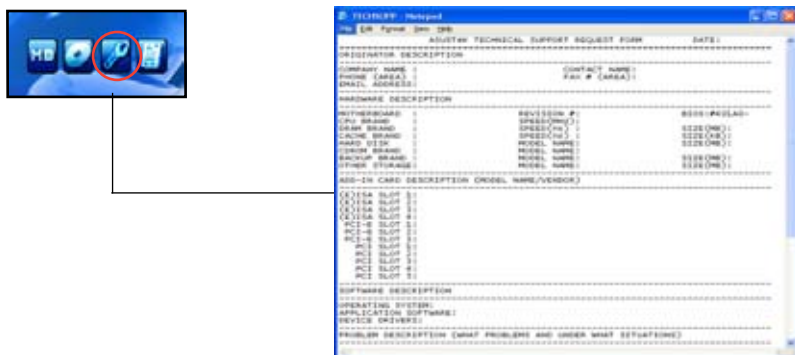 HD
TECHSUPP - Notepad
File Edit Format View Help
ASUSTeK TECHNICAL SUPPORT REQUEST FORM DATE:
ORIGINATOR DESCRIPTION
COMPANY NAME : CONTACT NAME:
PHONE (AREA) : FAX # (AREA):
EMAIL ADDRESS:
HARDWARE DESCRIPTION
MOTHERBOARD : REVISION #: BIOS:
CPU BRAND : SPEED(MHz):
DRAM BRAND : SPEED(ns) : SIZE(MB):
CACHE BRAND : SPEED(ns) : SIZE(KB):
HARD DISK : MODEL NAME: SIZE(MB):
CDROM BRAND : MODEL NAME:
BACKUP BRAND : MODEL NAME: SIZE(MB):
OTHER STORAGE: MODEL NAME: SIZE(MB):
ADD-IN CARD DESCRIPTION (MODEL NAME/VENDOR)
(E)ISA SLOT 1:
(E)ISA SLOT 2:
(E)ISA SLOT 3:
(E)ISA SLOT 4:
PCI-E SLOT 1:
PCI-E SLOT 2:
PCI-E SLOT 3:
PCI SLOT 1:
PCI SLOT 2:
PCI SLOT 3:
PCI SLOT 4:
PCI SLOT 5:
SOFTWARE DESCRIPTION
OPERATING SYSTEM:
APPLICATION SOFTWARE:
DEVICE DRIVERS:
PROBLEM DESCRIPTION (WHAT PROBLEMS AND UNDER WHAT SITUATIONS)